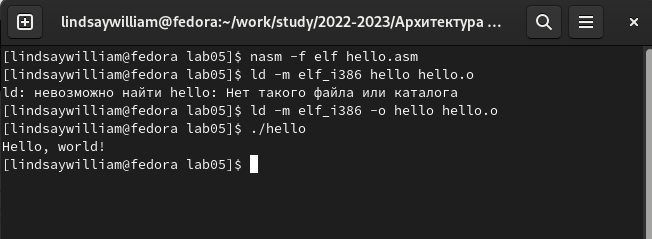 lindsaywilliam@fedora:~/work/study/2022-2023/Архитектура …
[lindsaywilliam@fedora lab05]$ nasm -f elf hello.asm
[lindsaywilliam@fedora lab05]$ ld -m elf_i386 hello hello.o
ld: невозможно найти hello: Нет такого файла или каталога
[lindsaywilliam@fedora lab05]$ ld -m elf_i386 -o hello hello.o
[lindsaywilliam@fedora lab05]$ ./hello
Hello, world!
[lindsaywilliam@fedora lab05]$